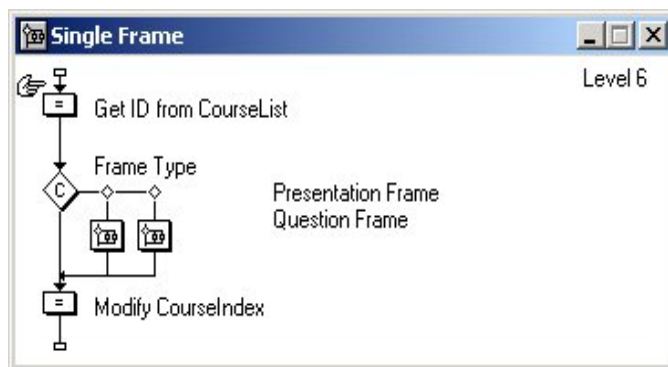 Single Frame
Level 6
=
Get ID from CourseList
Frame Type
C
Presentation Frame
Question Frame
=
Modify CourseIndex